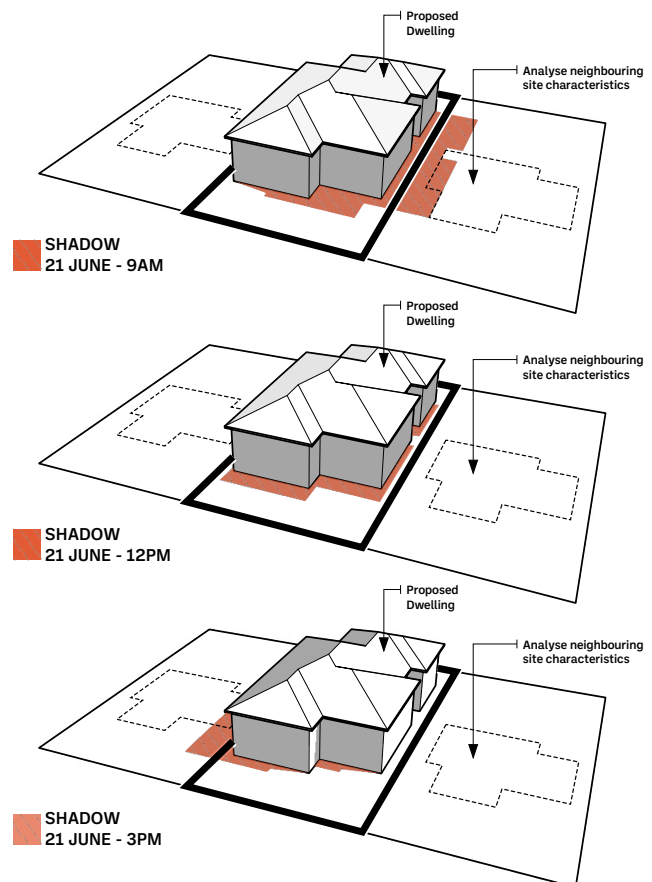 Proposed
Dwelling
Analyse neighbouring
site characteristics
SHADOW
21 JUNE - 9AM
Proposed
Dwelling
Analyse neighbouring
site characteristics
SHADOW
21 JUNE - 12PM
Proposed
Dwelling
Analyse neighbouring
site characteristics
SHADOW
21 JUNE - 3PM